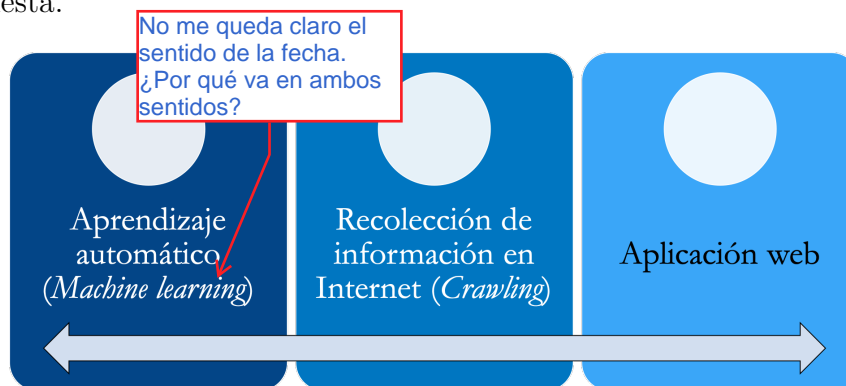 esta.
No me queda claro el
sentido de la fecha.
¿Por qué va en ambos
sentidos?
Aprendizaje
automático
(Machine learning)
Recolección de
información en
Internet (Crawling)
Aplicación web